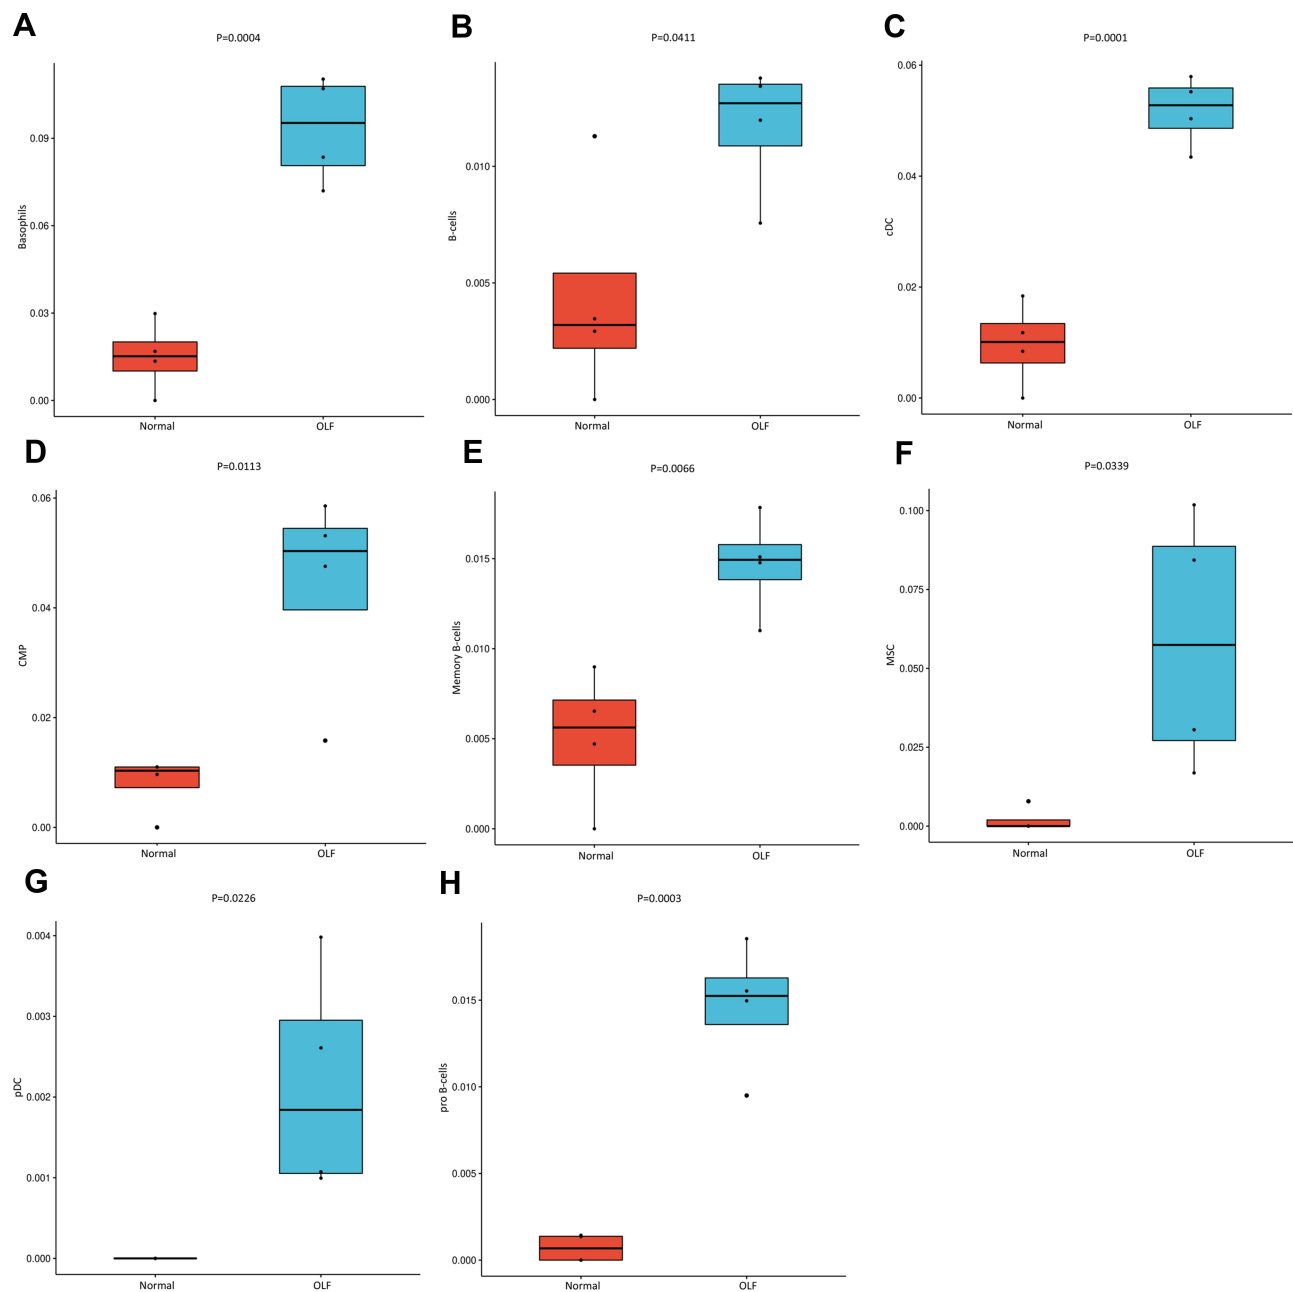 A
P=0.0004
Basophils
0.09
0.06
0.03
0.00
Normal
OLF
B
P=0.0411
B-cells
0.010
0.005
0.000
Normal
OLF
C
P=0.0001
cDC
0.06
0.04
0.02
0.00
Normal
OLF
D
P=0.0113
CMP
0.06
0.04
0.02
0.00
Normal
OLF
E
P=0.0066
Memory B-cells
0.015
0.010
0.005
0.000
Normal
OLF
F
P=0.0339
MSC
0.100
0.075
0.050
0.025
0.000
Normal
OLF
G
P=0.0226
pDC
0.004
0.003
0.002
0.001
0.000
Normal
OLF
H
P=0.0003
pro B-cells
0.015
0.010
0.005
0.000
Normal
OLF